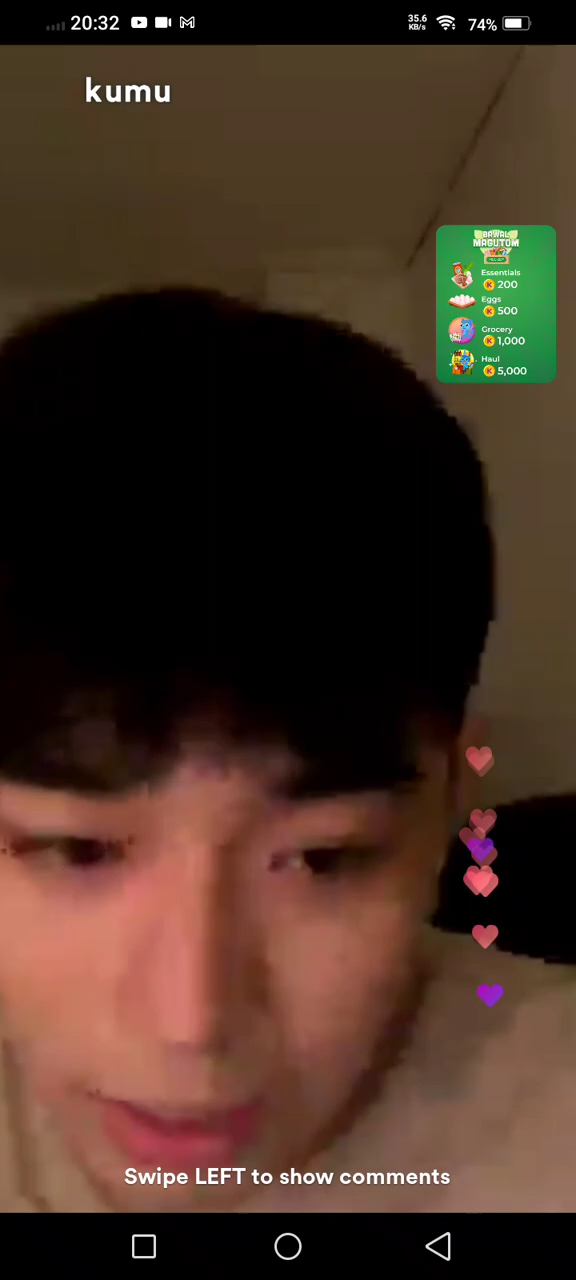 20:32
35.6
KB/s
74%
kumu
BAWAL
MAGUTOM
Essentials
K 200
Eggs
K 500
Grocery
K 1,000
Haul
K 5,000
Swipe LEFT to show comments